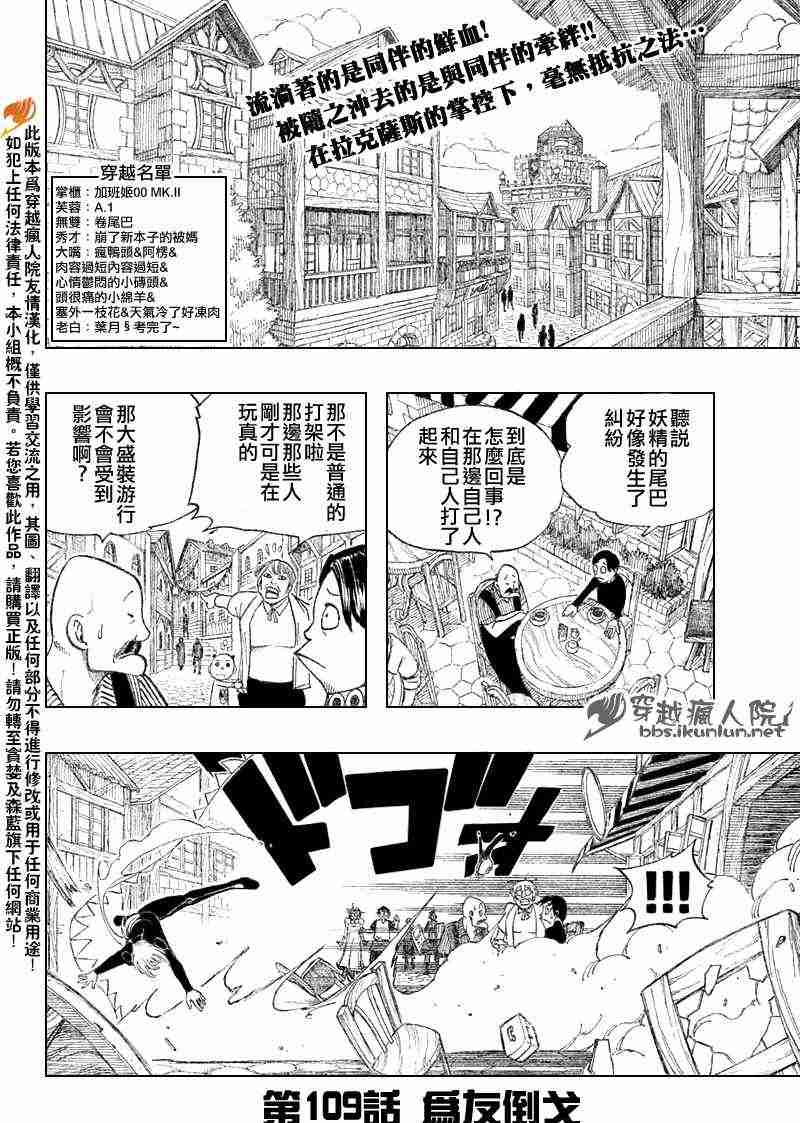 流淌著的是同伴的鮮血!
被隨之沖去的是與同伴的牽絆!!
在拉克薩斯的掌控下，毫無抵抗之法…
穿越名單
掌櫃：加班姬00 MK.II
芙蓉：A.1
無雙：卷尾巴
秀才：崩了新本子的被媽
大嘴：瘋鴨頭&阿楞&
肉容過短內容過短&
心情鬱悶的小磚頭&
頭很痛的小綿羊&
塞外一枝花&天氣冷了好凍肉
老白：葉月§考完了~
此版本為穿越瘋人院友情漢化，僅供學習交流之用，其圖、翻譯以及任何部分不得進行修改或用于任何商業用途！
如犯上任何法律責任，本小組概不負責。若您喜歡此作品，請購買正版！請勿轉至貪婪及森藍旗下任何網站！
聽說
妖精的尾巴
好像發生了
糾紛
到底是
怎麼回事!?
在那邊自己人
和自己人打了
起來
那不是普通的
打架啦
那邊那些人
剛才可是在
玩真的
那大盛裝游行
會不會受到
影響啊？
穿越瘋人院
bbs.ikunlun.net
ドゴォ
!!!
第109話 為友倒戈